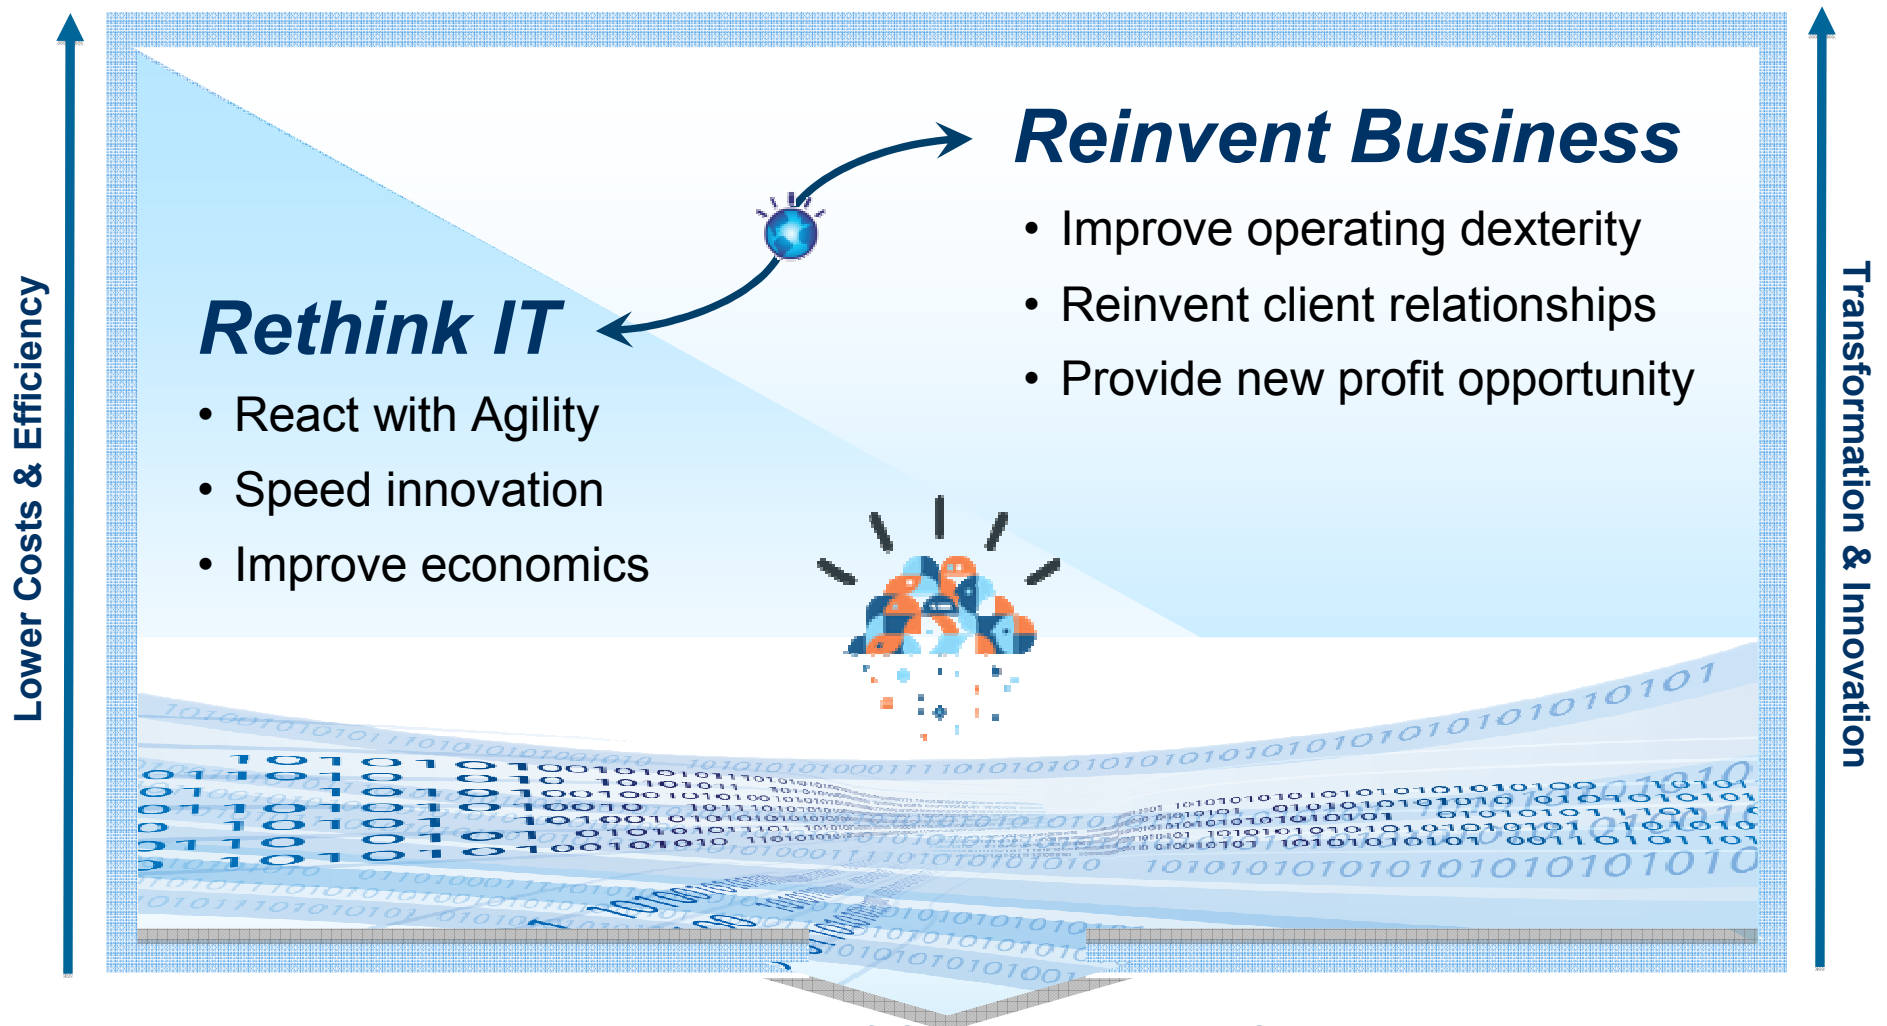 Lower Costs & Efficiency
Reinvent Business
• Improve operating dexterity
• Reinvent client relationships
• Provide new profit opportunity
Rethink IT
• React with Agility
• Speed innovation
• Improve economics
Transformation & Innovation